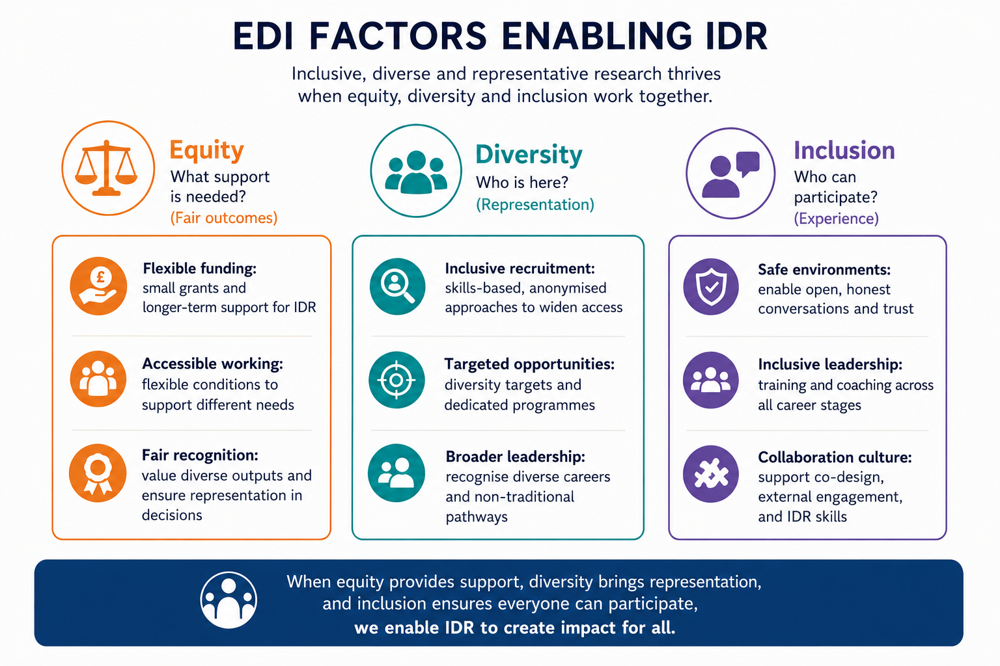 EDI FACTORS ENABLING IDR
Inclusive, diverse and representative research thrives
when equity, diversity and inclusion work together.
Equity
What support
is needed?
(Fair outcomes)
£
Flexible funding:
small grants and
longer-term support for IDR
Accessible working:
flexible conditions to
support different needs
Fair recognition:
value diverse outputs and
ensure representation in
decisions
Diversity
Who is here?
(Representation)
Inclusive recruitment:
skills-based, anonymised
approaches to widen access
Targeted opportunities:
diversity targets and
dedicated programmes
Broader leadership:
recognise diverse careers
and non-traditional
pathways
Inclusion
Who can
participate?
(Experience)
Safe environments:
enable open, honest
conversations and trust
Inclusive leadership:
training and coaching across
all career stages
Collaboration culture:
support co-design,
external engagement,
and IDR skills
When equity provides support, diversity brings representation,
and inclusion ensures everyone can participate,
we enable IDR to create impact for all.